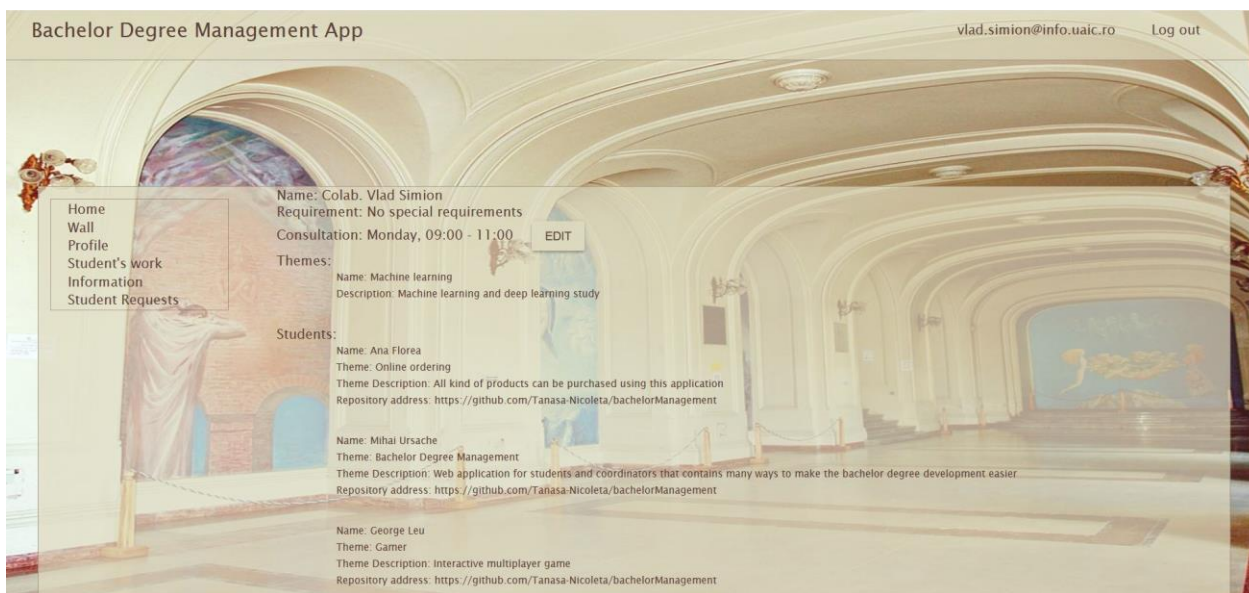 Bachelor Degree Management App
vlad.simion@info.uaic.ro Log out
Home
Wall
Profile
Student's work
Information
Student Requests
Name: Colab. Vlad Simion
Requirement: No special requirements
Consultation: Monday, 09:00 - 11:00 EDIT
Themes:
Name: Machine learning
Description: Machine learning and deep learning study
Students:
Name: Ana Florea
Theme: Online ordering
Theme Description: All kind of products can be purchased using this application
Repository address: https://github.com/Tanasa-Nicoleta/bachelorManagement
Name: Mihai Ursache
Theme: Bachelor Degree Management
Theme Description: Web application for students and coordinators that contains many ways to make the bachelor degree development easier
Repository address: https://github.com/Tanasa-Nicoleta/bachelorManagement
Name: George Leu
Theme: Gamer
Theme Description: Interactive multiplayer game
Repository address: https://github.com/Tanasa-Nicoleta/bachelorManagement